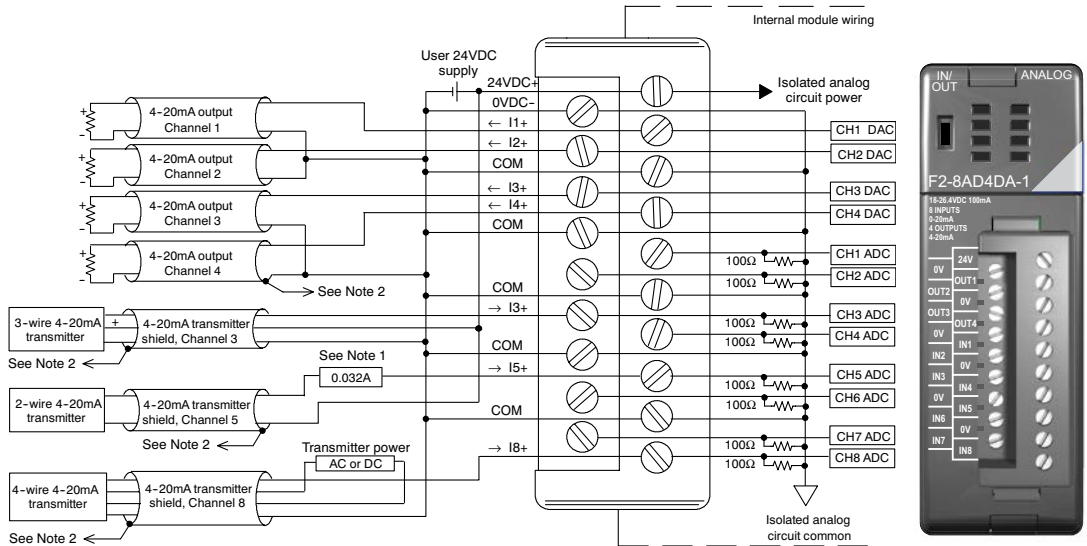 Internal module wiring
User 24VDC
supply
24VDC+
0VDC-
Isolated analog
circuit power
+
-
4-20mA output
Channel 1
← I1+
CH1 DAC
+
-
4-20mA output
Channel 2
← I2+
COM
CH2 DAC
+
-
4-20mA output
Channel 3
← I3+
CH3 DAC
← I4+
CH4 DAC
COM
+
-
4-20mA output
Channel 4
See Note 2
100Ω
CH1 ADC
100Ω
CH2 ADC
COM
3-wire 4-20mA
transmitter
+
4-20mA transmitter
shield, Channel 3
See Note 2
→ I3+
100Ω
CH3 ADC
100Ω
CH4 ADC
COM
See Note 1
0.032A
→ I5+
100Ω
CH5 ADC
2-wire 4-20mA
transmitter
4-20mA transmitter
shield, Channel 5
See Note 2
100Ω
CH6 ADC
COM
Transmitter power
AC or DC
→ I8+
100Ω
CH7 ADC
100Ω
CH8 ADC
4-wire 4-20mA
transmitter
4-20mA transmitter
shield, Channel 8
See Note 2
Isolated analog
circuit common
IN/
OUT
ANALOG
F2-8AD4DA-1
18-26.4VDC 100mA
8 INPUTS
0-20mA
4 OUTPUTS
4-20mA
24V
0V
OUT1
OUT2
0V
OUT3
OUT4
0V
IN1
IN2
0V
IN3
IN4
0V
IN5
IN6
0V
IN7
IN8